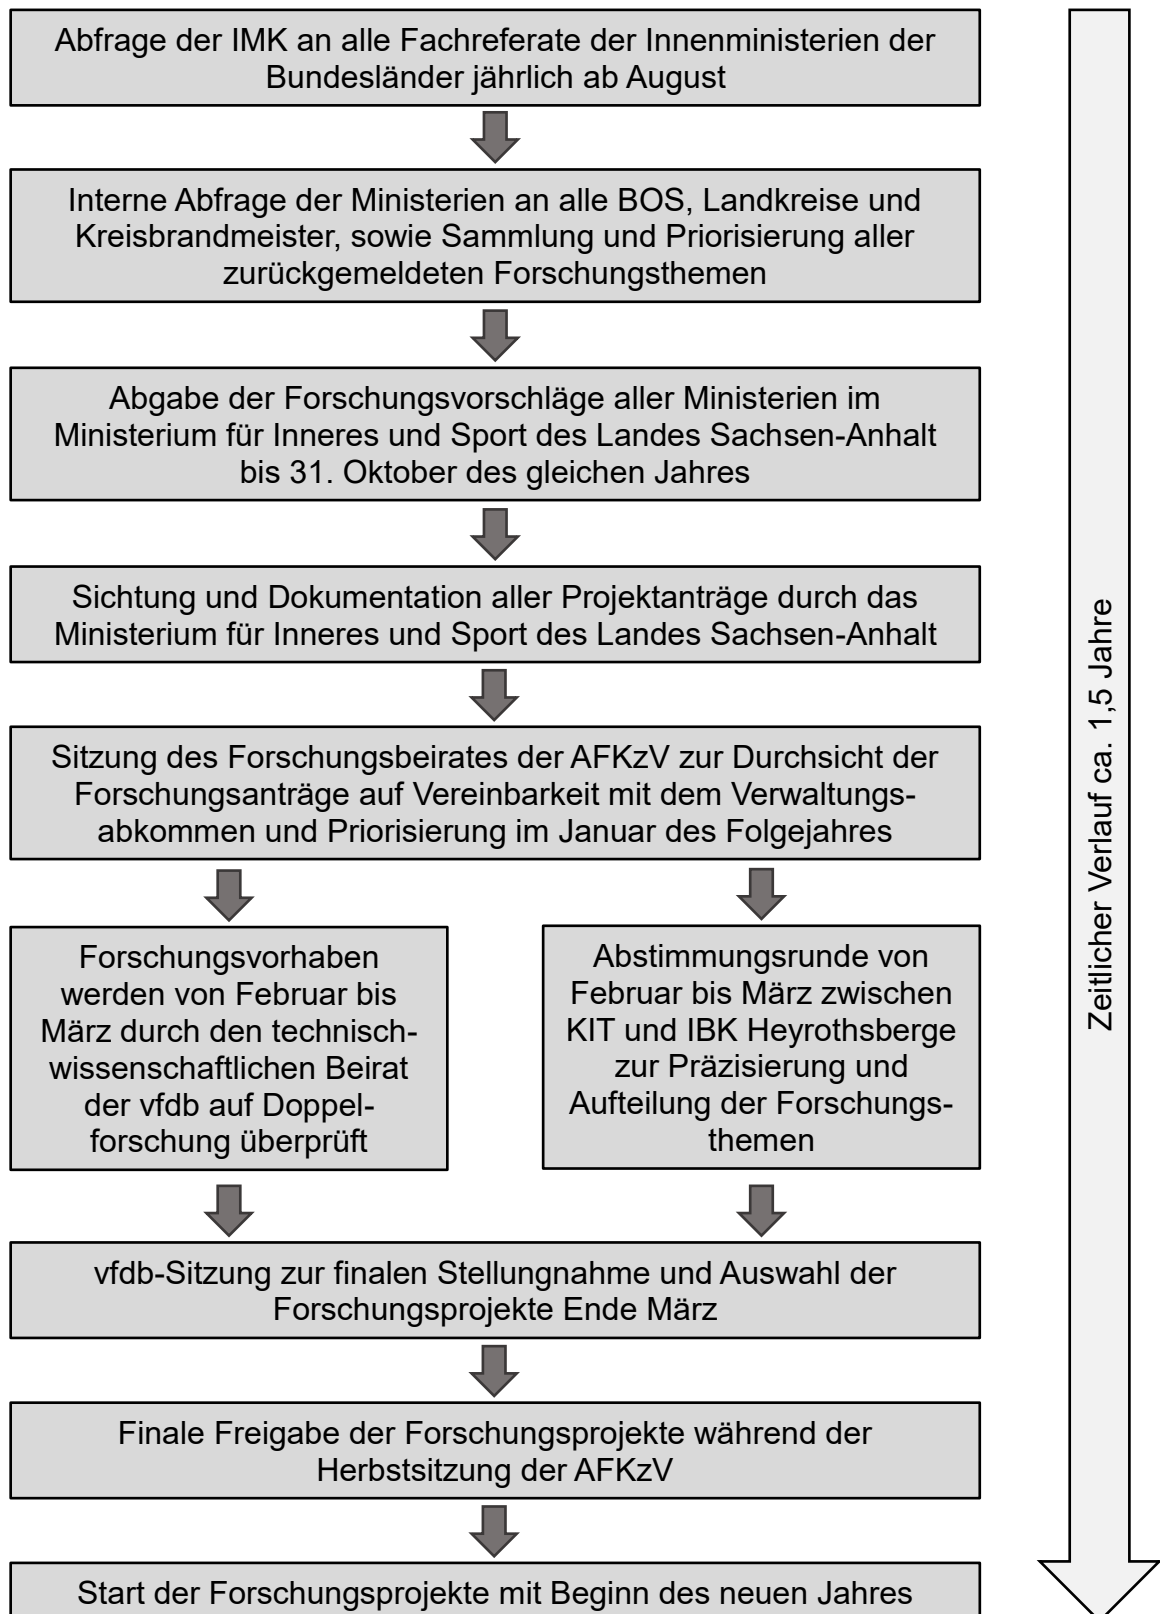 Abfrage der IMK an alle Fachreferate der Innenministerien der
Bundesländer jährlich ab August
Interne Abfrage der Ministerien an alle BOS, Landkreise und
Kreisbrandmeister, sowie Sammlung und Priorisierung aller
zurückgemeldeten Forschungsthemen
Abgabe der Forschungsvorschläge aller Ministerien im
Ministerium für Inneres und Sport des Landes Sachsen-Anhalt
bis 31. Oktober des gleichen Jahres
Sichtung und Dokumentation aller Projektanträge durch das
Ministerium für Inneres und Sport des Landes Sachsen-Anhalt
Sitzung des Forschungsbeirates der AFKzV zur Durchsicht der
Forschungsanträge auf Vereinbarkeit mit dem Verwaltungs-
abkommen und Priorisierung im Januar des Folgejahres
Forschungsvorhaben
werden von Februar bis
März durch den technisch-
wissenschaftlichen Beirat
der vfdb auf Doppel-
forschung überprüft
Abstimmungsrunde von
Februar bis März zwischen
KIT und IBK Heyrothsberge
zur Präzisierung und
Aufteilung der Forschungs-
themen
vfdb-Sitzung zur finalen Stellungnahme und Auswahl der
Forschungsprojekte Ende März
Finale Freigabe der Forschungsprojekte während der
Herbstsitzung der AFKzV
Start der Forschungsprojekte mit Beginn des neuen Jahres
Zeitlicher Verlauf ca. 1,5 Jahre